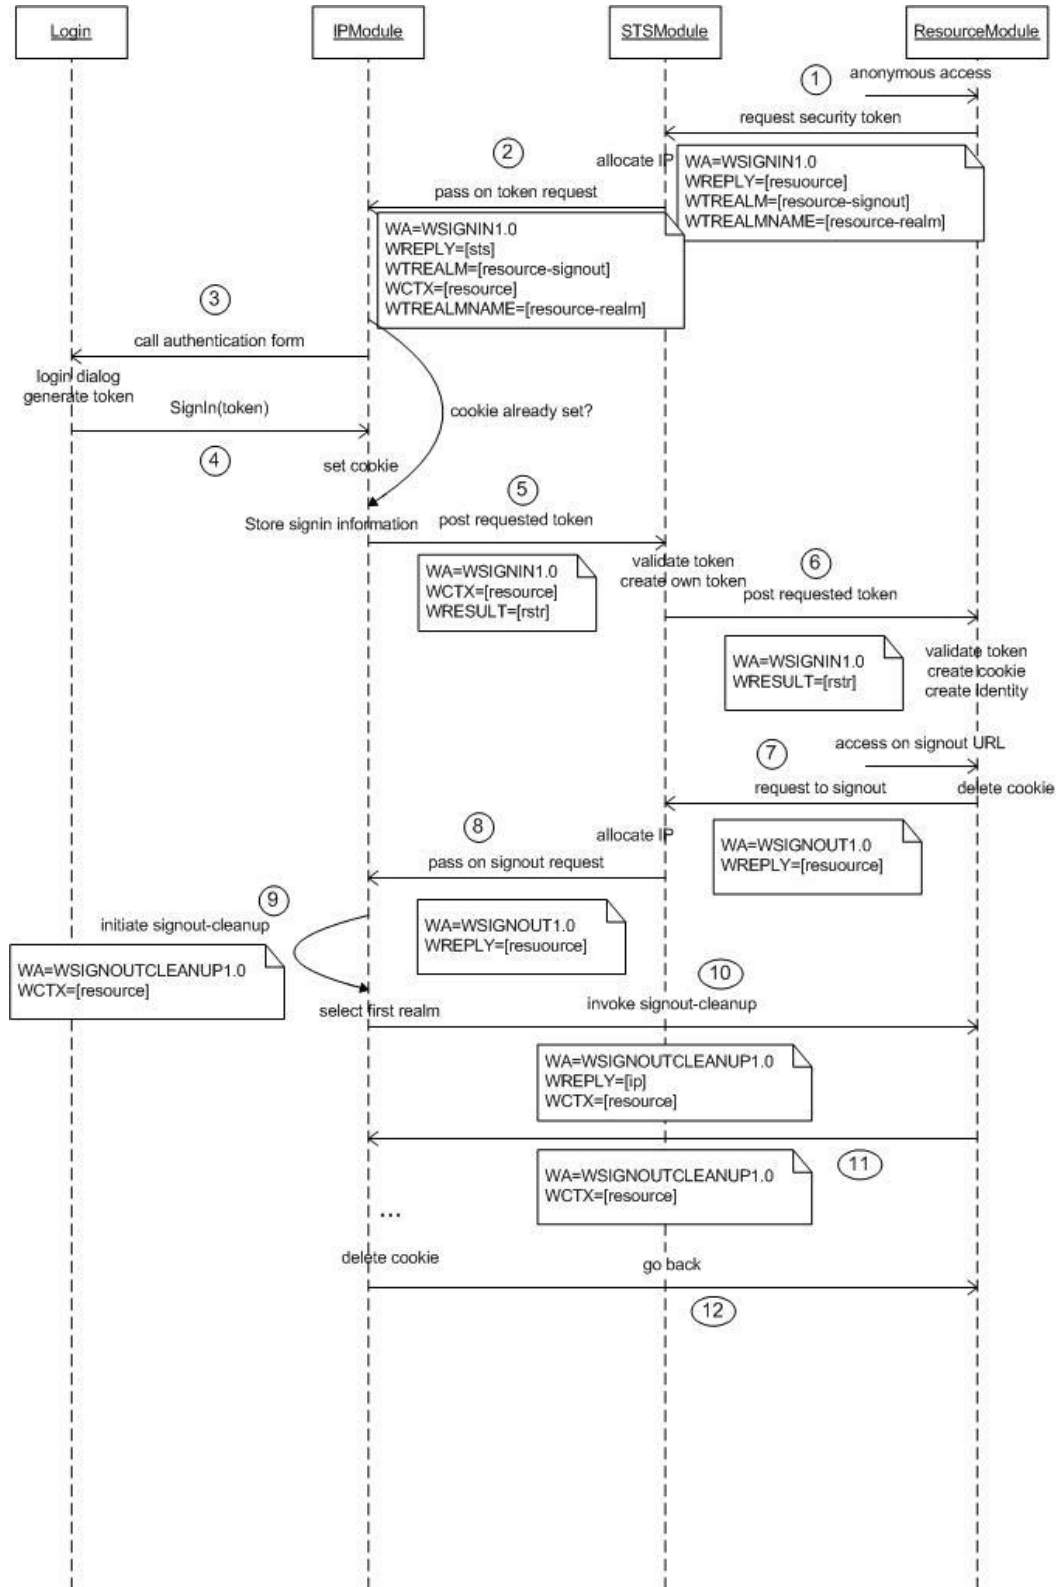 Login
IPModule
STSModule
ResourceModule
1
anonymous access
request security token
2
allocate IP
WA=WSIGNIN1.0
WREPLY=[resuource]
WTREALM=[resource-signout]
WTREALMNAME=[resource-realm]
pass on token request
WA=WSIGNIN1.0
WREPLY=[sts]
WTREALM=[resource-signout]
WCTX=[resource]
WTREALMNAME=[resource-realm]
3
call authentication form
login dialog
generate token
SignIn(token)
cookie already set?
4
set cookie
5
Store signin information
post requested token
WA=WSIGNIN1.0
WCTX=[resource]
WRESULT=[rstr]
validate token
create own token
6
post requested token
WA=WSIGNIN1.0
WRESULT=[rstr]
validate token
create cookie
create Identity
7
access on signout URL
request to signout
delete cookie
8
allocate IP
WA=WSIGNOUT1.0
WREPLY=[resuource]
pass on signout request
9
initiate signout-cleanup
WA=WSIGNOUT1.0
WREPLY=[resuource]
WA=WSIGNOUTCLEANUP1.0
WCTX=[resource]
10
select first realm
invoke signout-cleanup
WA=WSIGNOUTCLEANUP1.0
WREPLY=[ip]
WCTX=[resource]
11
WA=WSIGNOUTCLEANUP1.0
WCTX=[resource]
...
delete cookie
go back
12